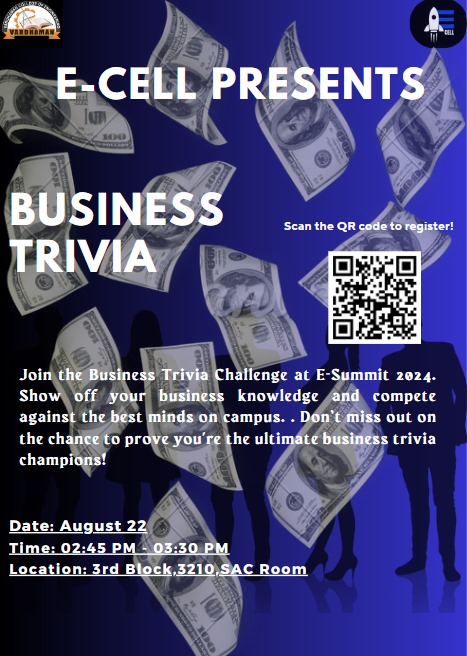 VARDHAMAN
CELL
E-CELL PRESENTS
BUSINESS
TRIVIA
Scan the QR code to register!
Join the Business Trivia Challenge at E-Summit 2024.
Show off your business knowledge and compete
against the best minds on campus. . Don't miss out on
the chance to prove you're the ultimate business trivia
champions!
Date: August 22
Time: 02:45 PM - 03:30 PM
Location: 3rd Block,3210,SAC Room